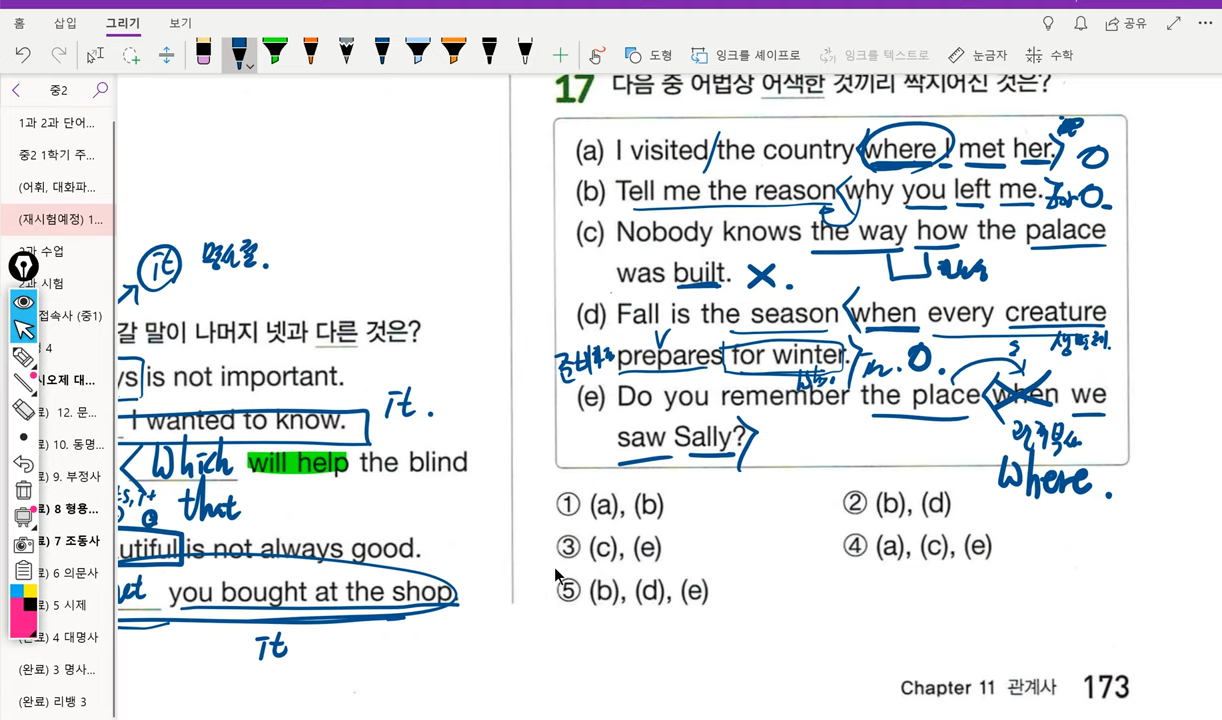 홈 삽입 그리기 보기
공유
도형 잉크를 셰이프로 잉크를 텍스트로 눈금자 수학
중2
1과 2과 단어...
중2 1학기 주...
(어휘, 대화파...
(재시험예정) 1...
2과 수업
2과 시험
접속사 (중1)
4
시오제 대...
료) 12. 문...
료) 10. 동명...
료) 9. 부정사
료) 8 형용...
료) 7 조동사
료) 6 의문사
료) 5 시제
(완료) 4 대명사
(완료) 3 명사...
(완료) 리뱅 3
it 명사절.
갈 말이 나머지 넷과 다른 것은?
ys is not important.
it.
I wanted to know.
which will help the blind
that
utiful is not always good.
you bought at the shop
it
17 다음 중 어법상 어색한 것끼리 짝지어진 것은?
(a) I visited the country where I met her. O
(b) Tell me the reason why you left me. O.
(c) Nobody knows the way how the palace
was built. X.
(d) Fall is the season when every creature
생명체.
prepares for winter. O.
(e) Do you remember the place when we
saw Sally?
관계부사
where.
① (a), (b) ② (b), (d)
③ (c), (e) ④ (a), (c), (e)
⑤ (b), (d), (e)
Chapter 11 관계사 173